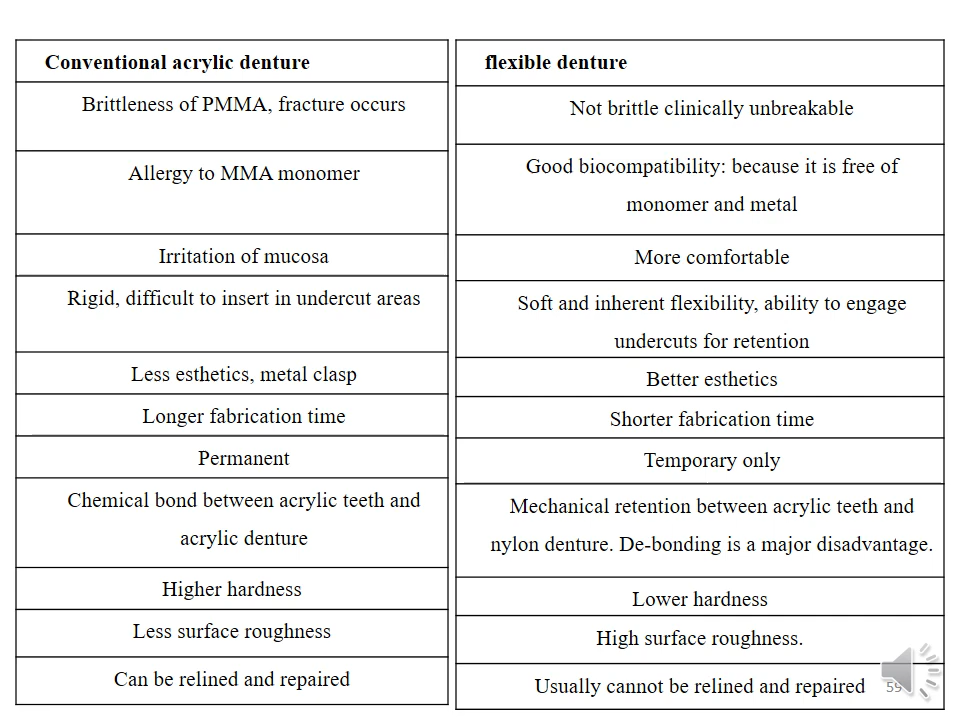 Conventional acrylic denture
Brittleness of PMMA, fracture occurs
Allergy to MMA monomer
Irritation of mucosa
Rigid, difficult to insert in undercut areas
Less esthetics, metal clasp
Longer fabrication time
Permanent
Chemical bond between acrylic teeth and
acrylic denture
Higher hardness
Less surface roughness
Can be relined and repaired
flexible denture
Not brittle clinically unbreakable
Good biocompatibility: because it is free of
monomer and metal
More comfortable
Soft and inherent flexibility, ability to engage
undercuts for retention
Better esthetics
Shorter fabrication time
Temporary only
Mechanical retention between acrylic teeth and
nylon denture. De-bonding is a major disadvantage.
Lower hardness
High surface roughness.
Usually cannot be relined and repaired
59